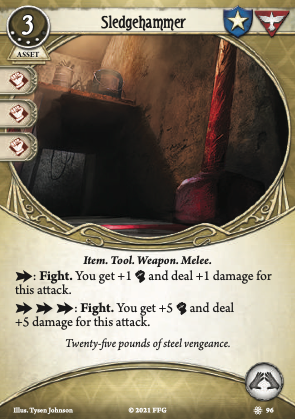 Sledgehammer
3
ASSET
Item. Tool. Weapon. Melee.
: Fight. You get +1 and deal +1 damage for
this attack.
: Fight. You get +5 and deal
+5 damage for this attack.
Twenty-five pounds of steel vengeance.
Illus. Tysen Johnson © 2021 FFG 96